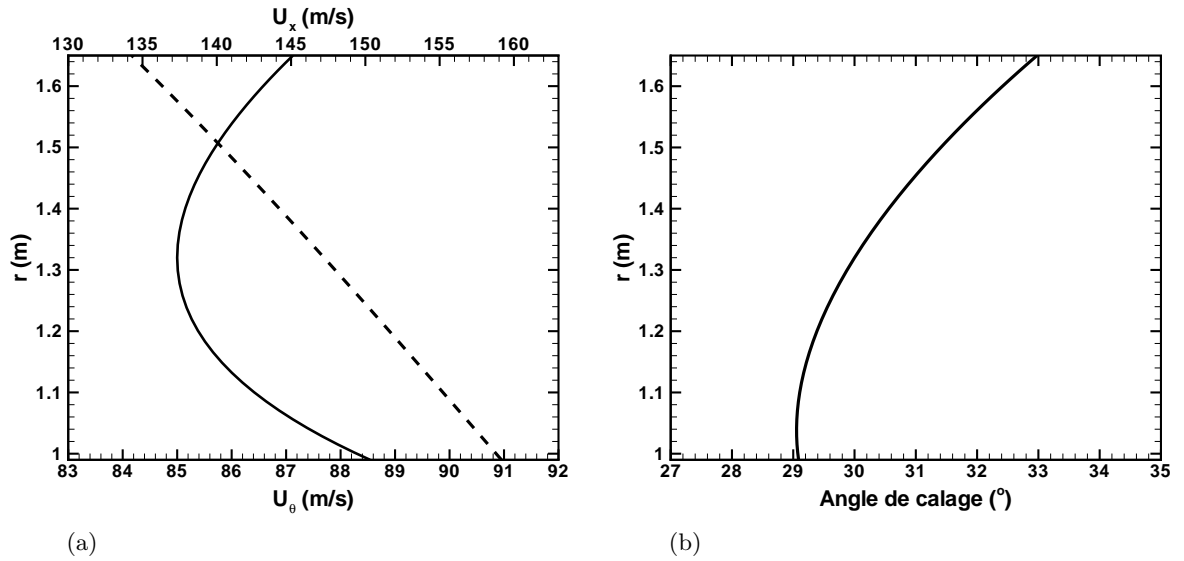 U_x (m/s)
130 135 140 145 150 155 160
r (m)
1.6
1.5
1.4
1.3
1.2
1.1
1
83 84 85 86 87 88 89 90 91 92
U_θ (m/s)
(a)
r (m)
1.6
1.5
1.4
1.3
1.2
1.1
1
27 28 29 30 31 32 33 34 35
Angle de calage (º)
(b)